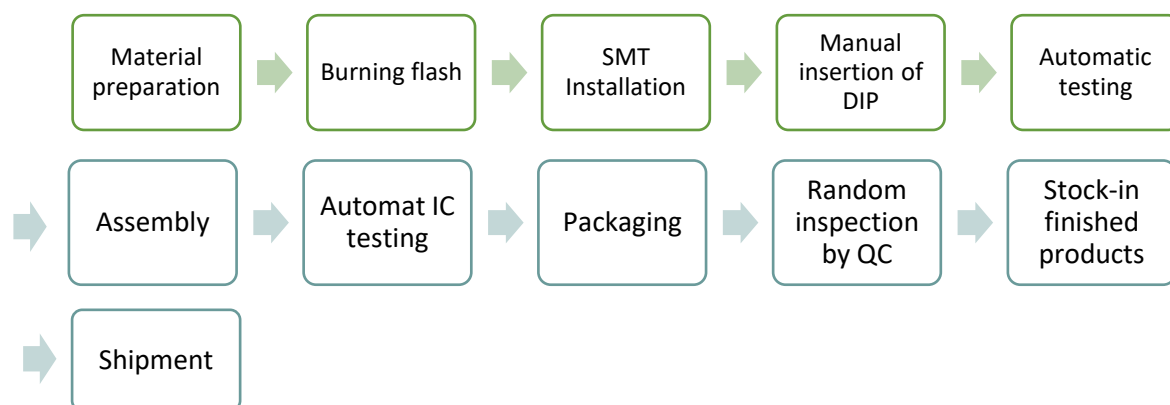 Material
preparation
Burning flash
SMT
Installation
Manual
insertion of
DIP
Automatic
testing
Assembly
Automat IC
testing
Packaging
Random
inspection
by QC
Stock-in
finished
products
Shipment